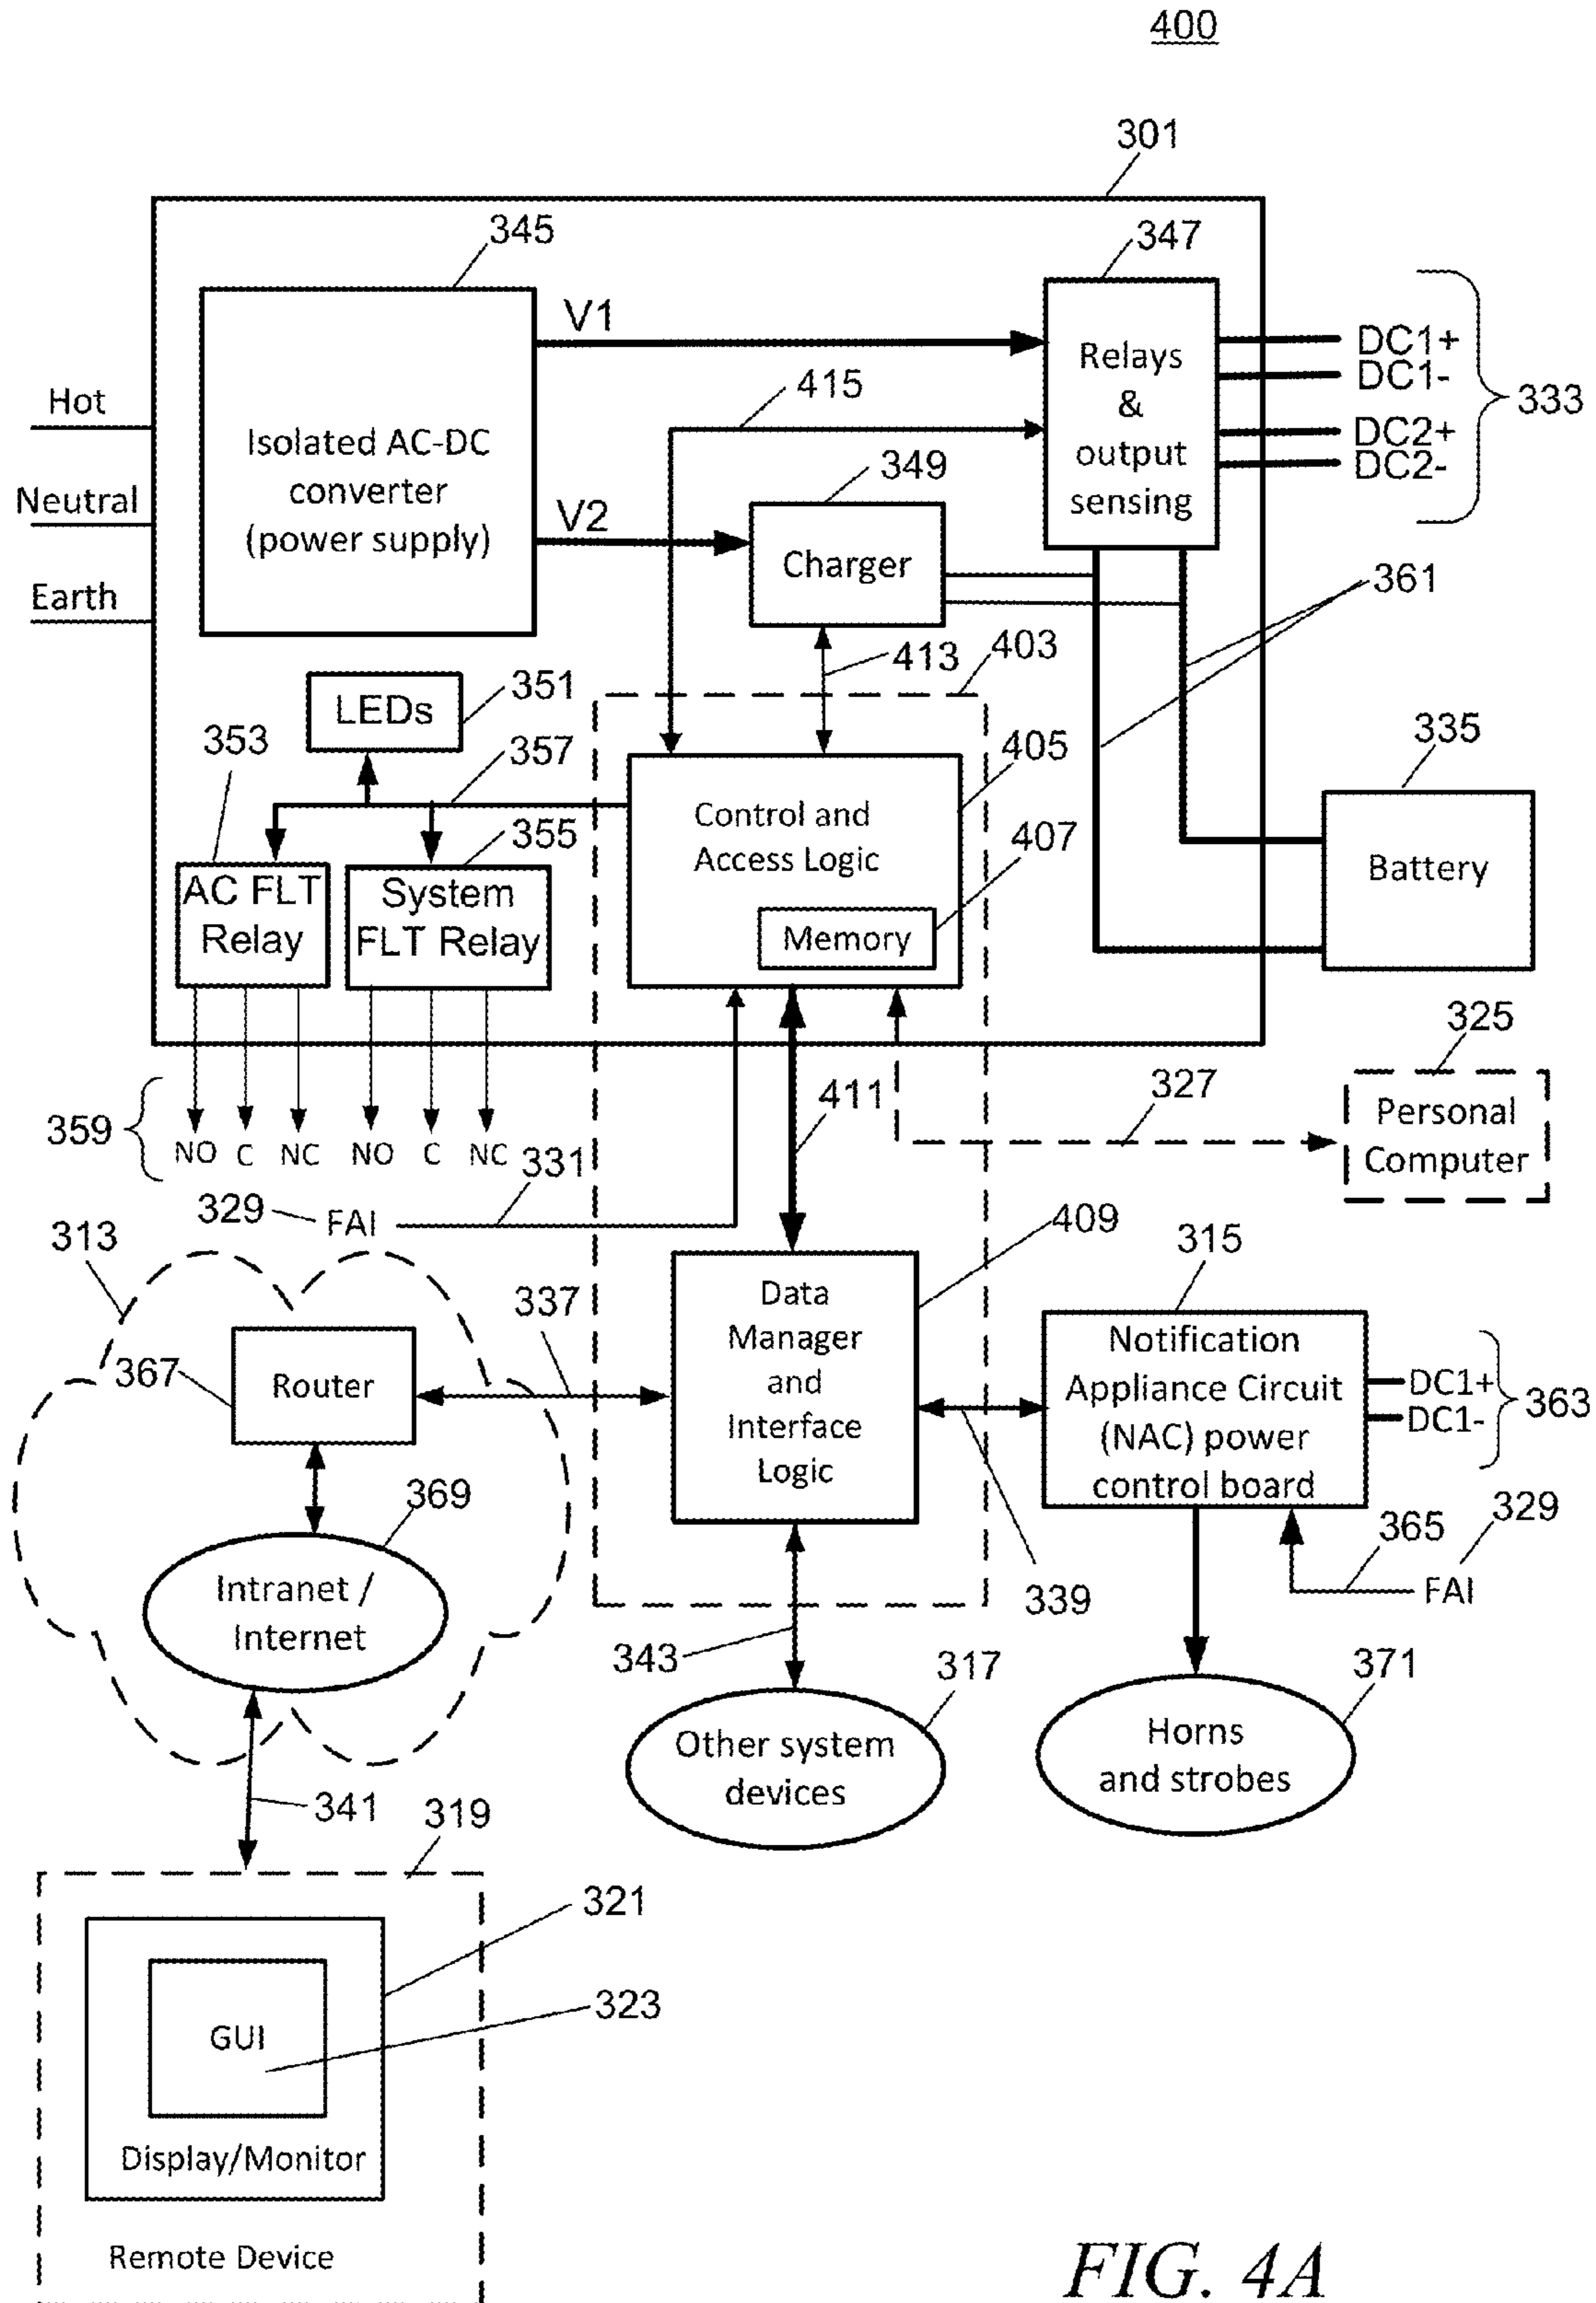 400
301
345
347
V1
DC1+
DC1-
DC2+
DC2-
333
Relays
&
output
sensing
415
Hot
Neutral
Earth
Isolated AC-DC
converter
(power supply)
349
V2
Charger
361
413
403
LEDs
351
353
357
405
335
355
Control and
Access Logic
407
Memory
Battery
AC FLT
Relay
System
FLT Relay
325
411
327
Personal
Computer
359
NO
C
NC
NO
C
NC
331
329
FAI
313
409
315
337
Data
Manager
and
Interface
Logic
Notification
Appliance Circuit
(NAC) power
control board
DC1+
DC1-
363
367
Router
369
329
365
FAI
Intranet /
Internet
339
343
317
371
Other system
devices
Horns
and strobes
341
319
321
323
GUI
Display/Monitor
Remote Device
FIG. 4A